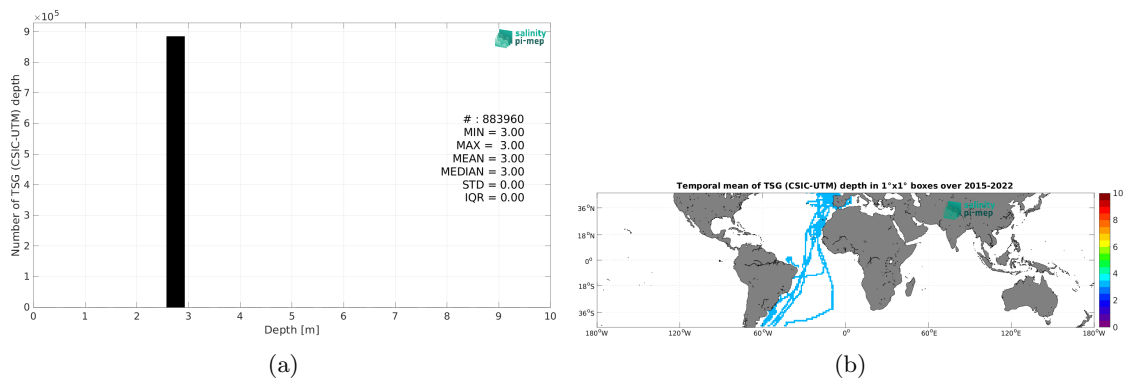 ×10⁵
9
8
7
6
5
4
3
2
1
0
Number of TSG (CSIC-UTM) depth
0 1 2 3 4 5 6 7 8 9 10
Depth [m]
salinity
pi-mep
# : 883960
MIN = 3.00
MAX = 3.00
MEAN = 3.00
MEDIAN = 3.00
STD = 0.00
IQR = 0.00
(a)
Temporal mean of TSG (CSIC-UTM) depth in 1°x1° boxes over 2015-2022
salinity
pi-mep
36°N
18°N
0°
18°S
36°S
180°W 120°W 60°W 0° 60°E 120°E 180°W
10
8
6
4
2
0
(b)